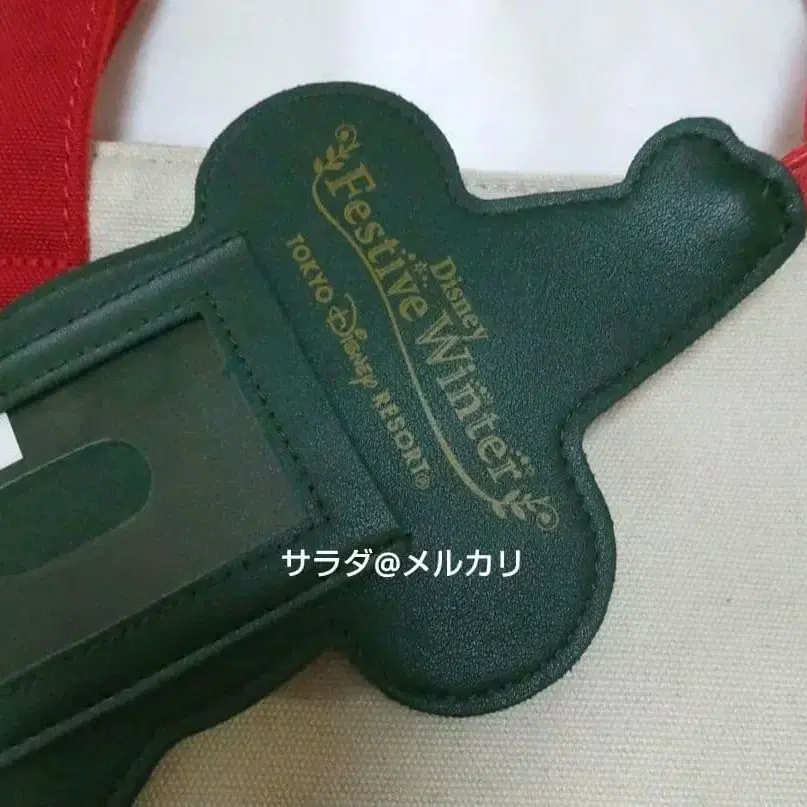 Disney
Festive Winter
TOKYO Disney RESORT®
サラダ@メルカリ